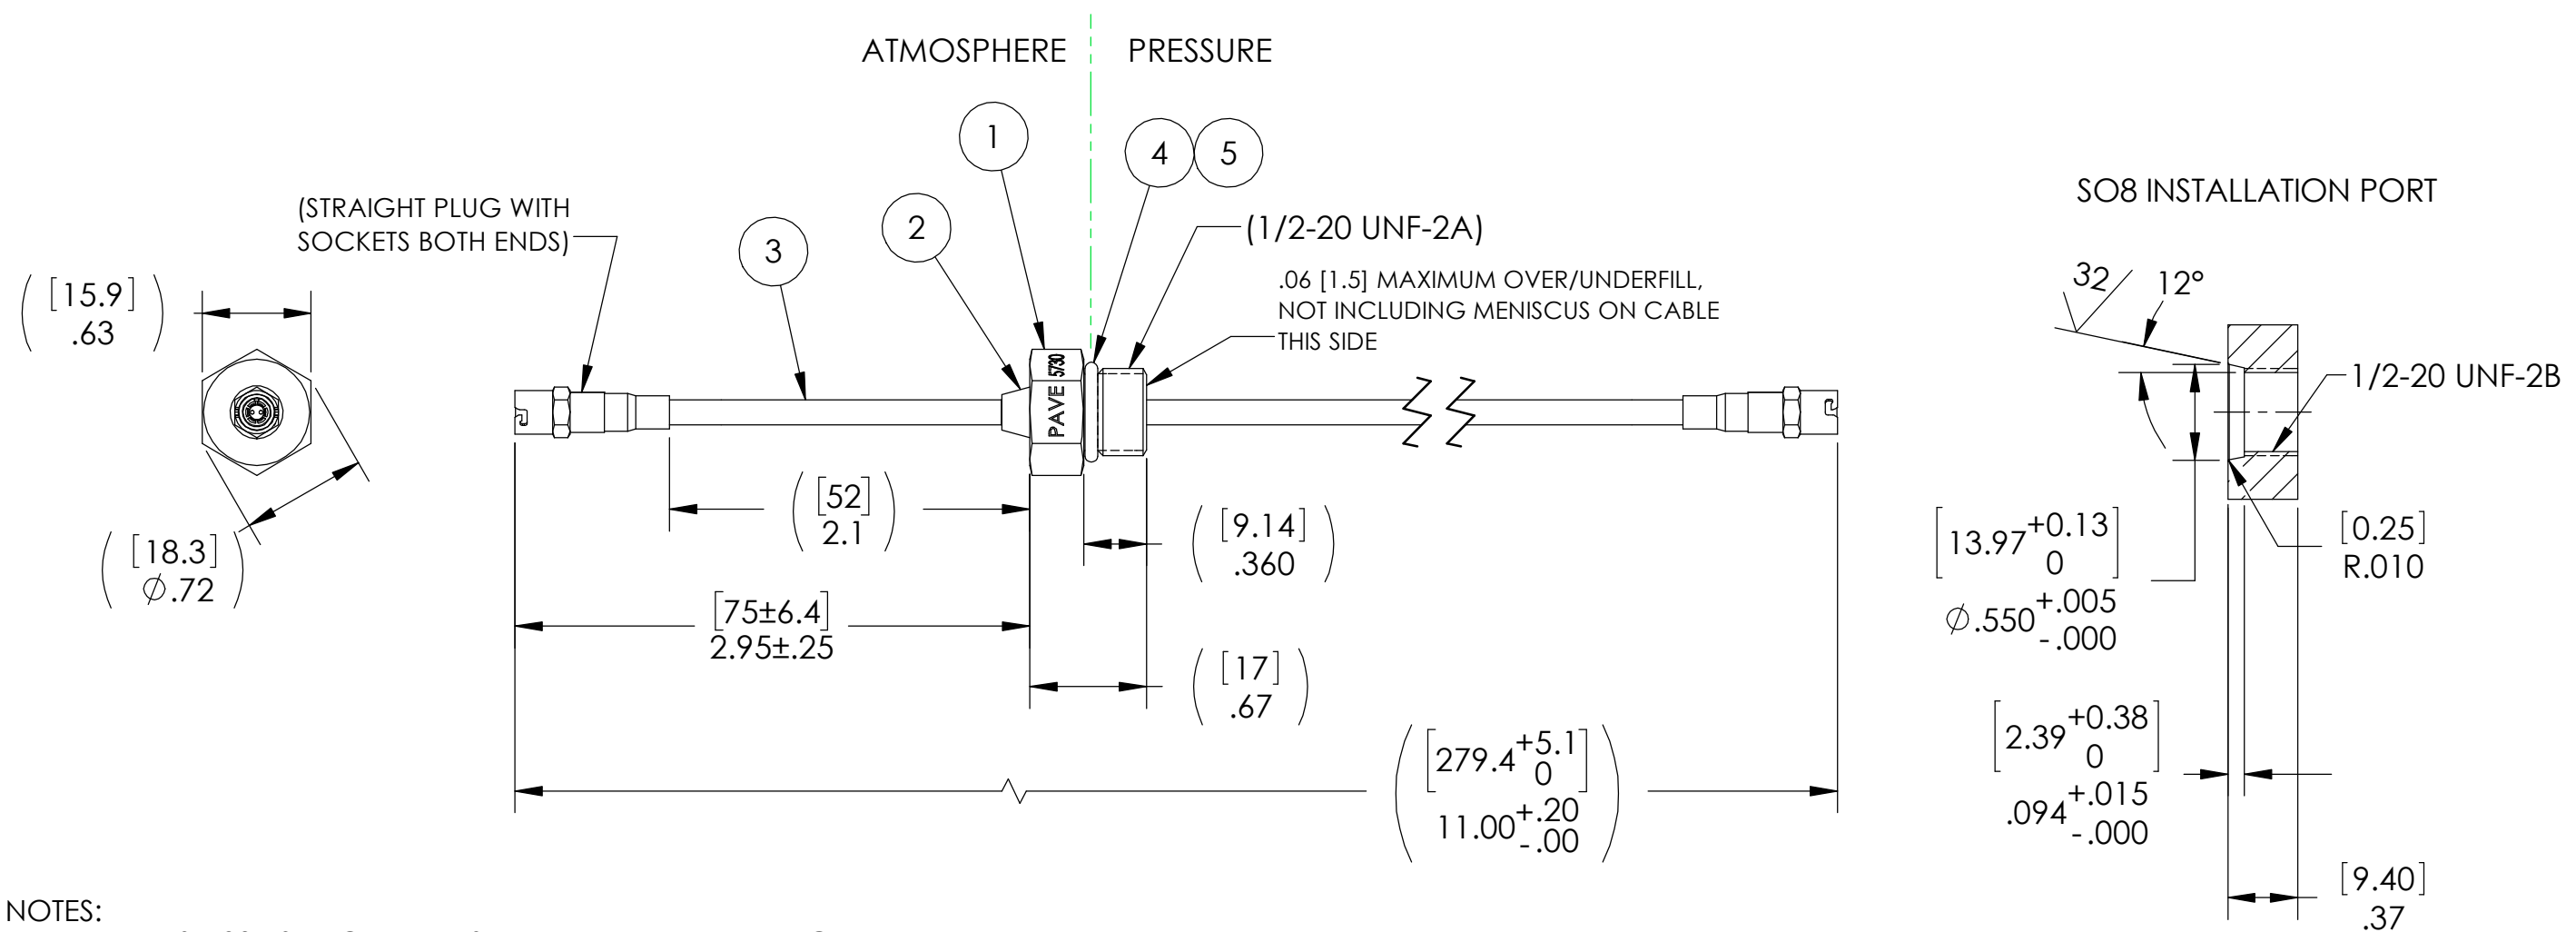 ATMOSPHERE
PRESSURE
1
4
5
2
3
(STRAIGHT PLUG WITH
SOCKETS BOTH ENDS)
(1/2-20 UNF-2A)
.06 [1.5] MAXIMUM OVER/UNDERFILL,
NOT INCLUDING MENISCUS ON CABLE
THIS SIDE
([15.9]
.63)
([18.3]
⌀.72)
PAVE 5730
([52]
2.1)
([9.14]
.360)
[75±6.4]
2.95±.25
([17]
.67)
([279.4 +5.1
0]
11.00 +.20
-.00)
SO8 INSTALLATION PORT
32
12°
1/2-20 UNF-2B
[13.97 +0.13
0]
⌀.550 +.005
-.000
[0.25]
R.010
[2.39 +0.38
0]
.094 +.015
-.000
[9.40]
.37
NOTES: